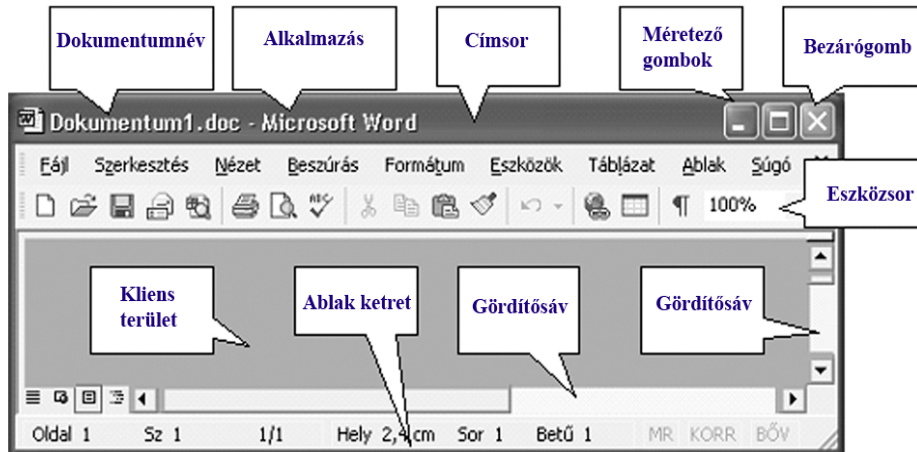 Dokumentumnév
Alkalmazás
Címsor
Méretező
gombok
Bezárógomb
Dokumentum1.doc - Microsoft Word
Fájl Szerkesztés Nézet Beszúrás Formátum Eszközök Táblázat Ablak Súgó
100%
Eszközsor
Kliens
terület
Ablak ketret
Gördítősáv
Gördítősáv
Oldal 1 Sz 1 1/1 Hely 2,4 cm Sor 1 Betű 1 MR KORR BŐV